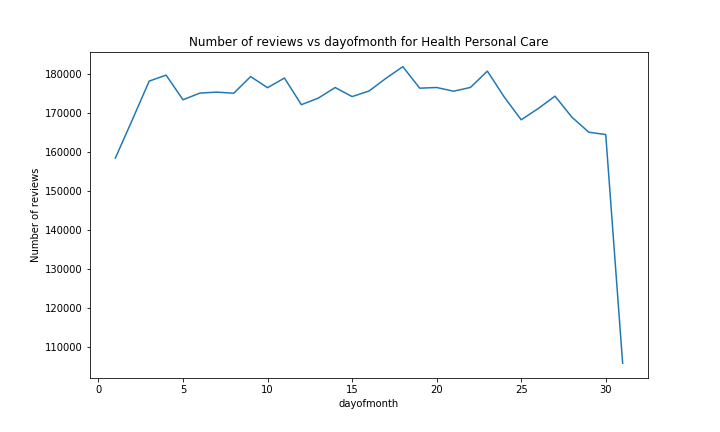 Number of reviews vs dayofmonth for Health Personal Care
180000
170000
160000
150000
140000
130000
120000
110000
Number of reviews
0 5 10 15 20 25 30
dayofmonth